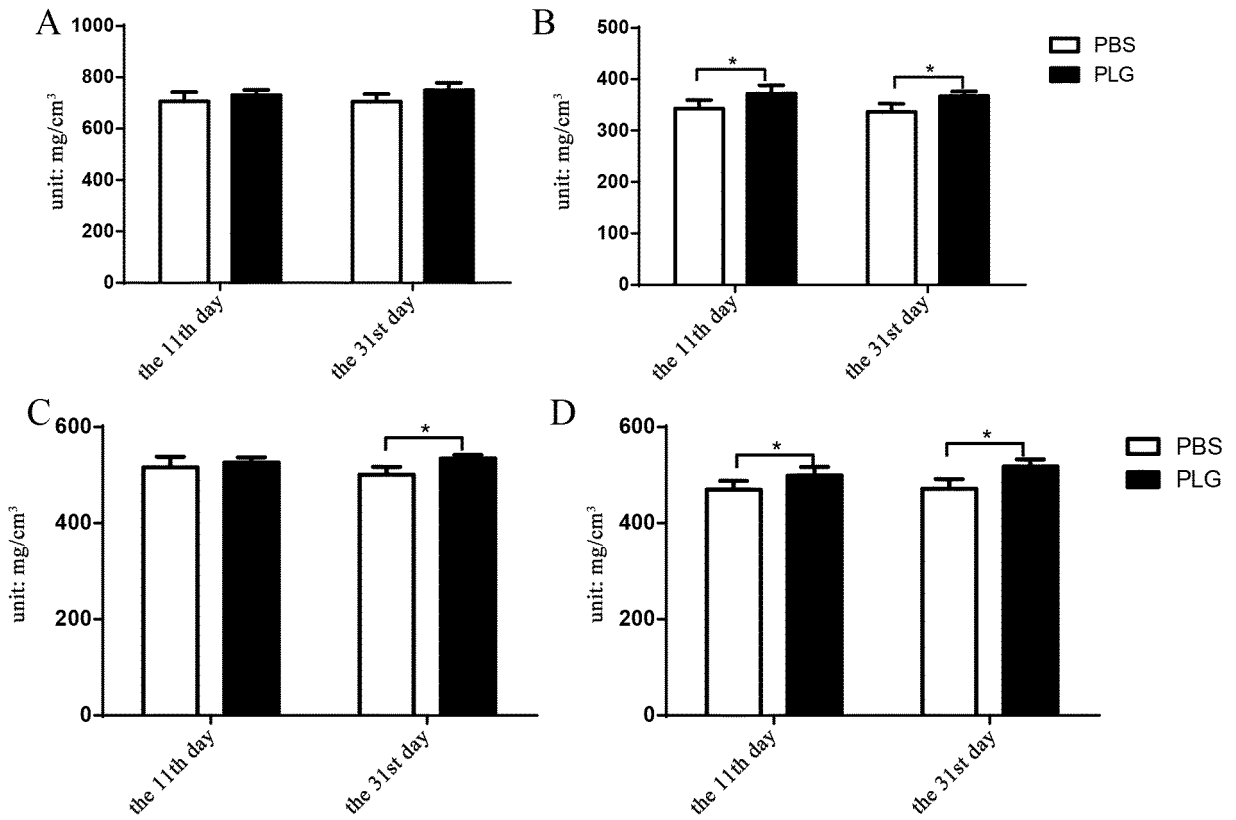 A
1000
800
600
400
200
0
unit: mg/cm³
the 11th day
the 31st day
B
500
400
300
200
100
0
unit: mg/cm³
*
*
the 11th day
the 31st day
PBS
PLG
C
600
400
200
0
unit: mg/cm³
*
the 11th day
the 31st day
D
600
400
200
0
unit: mg/cm³
*
*
the 11th day
the 31st day
PBS
PLG